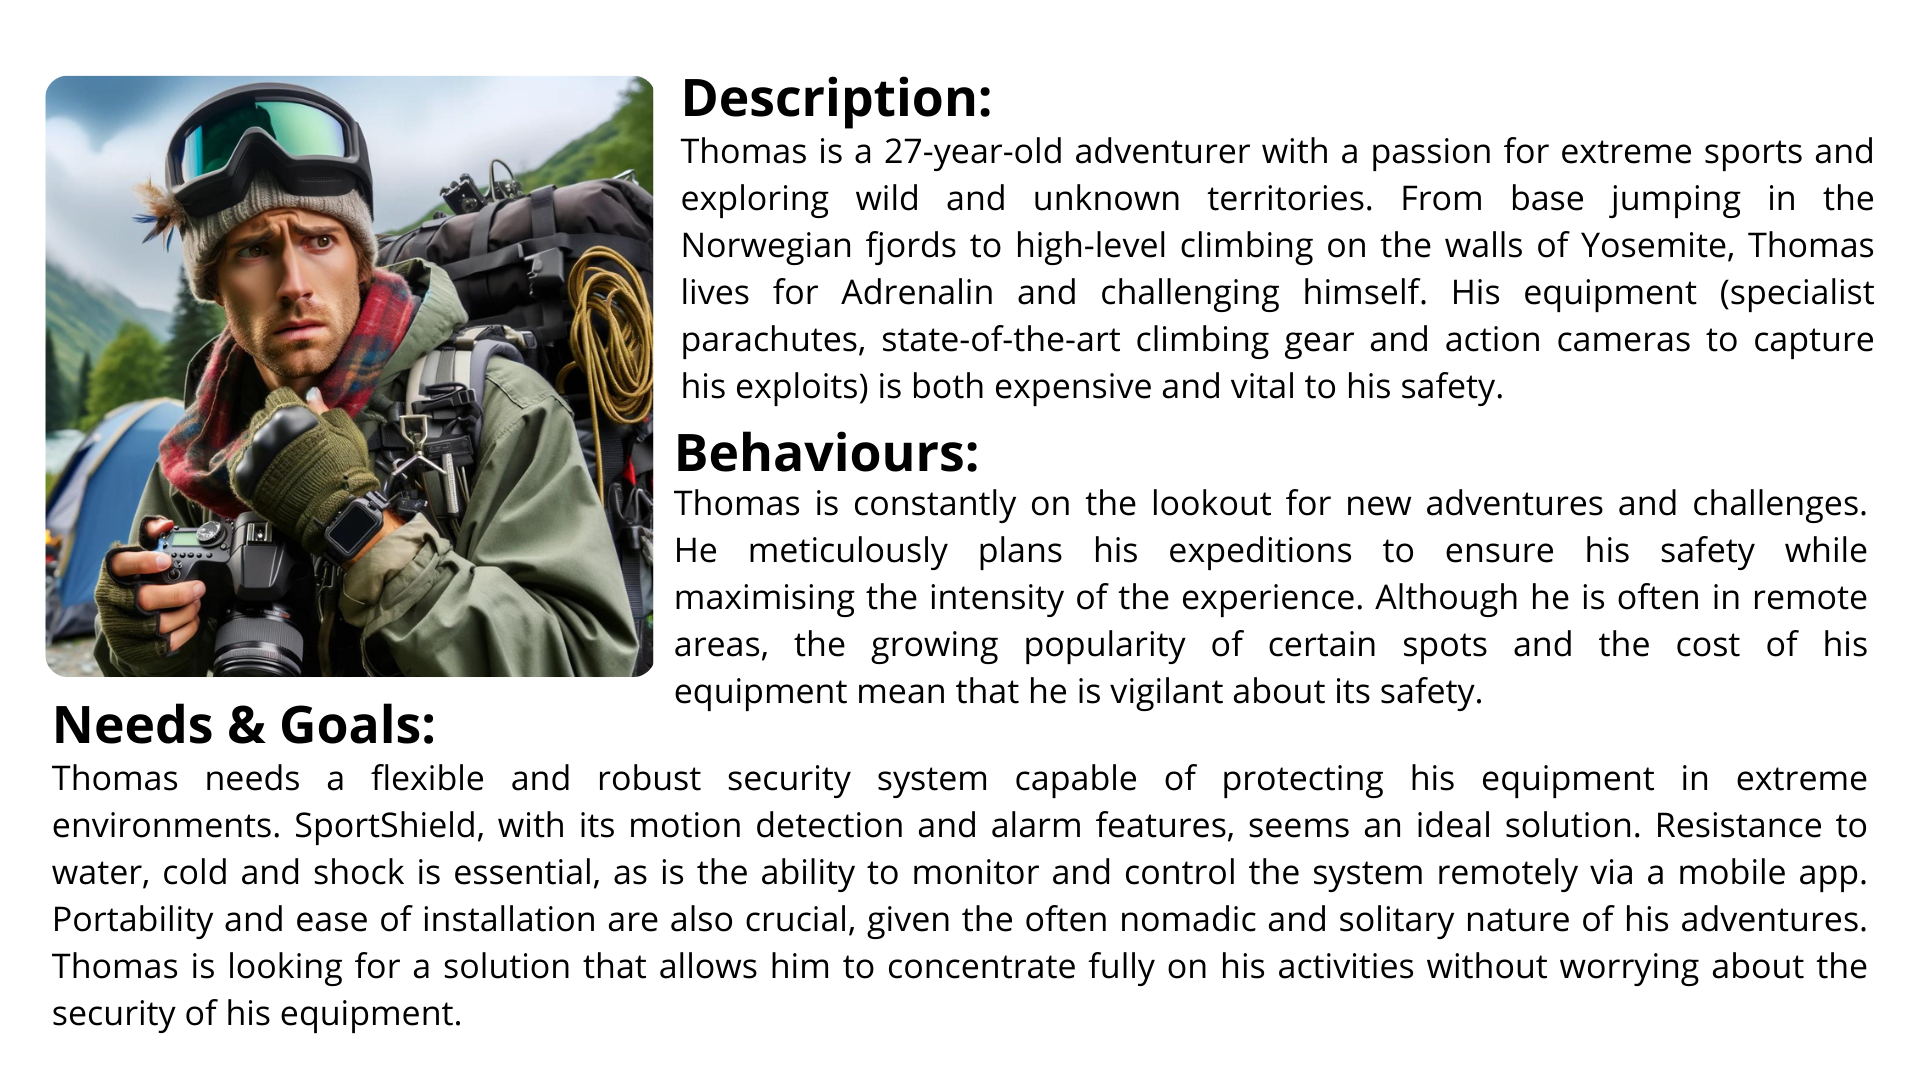 Description:
Thomas is a 27-year-old adventurer with a passion for extreme sports and
exploring wild and unknown territories. From base jumping in the
Norwegian fjords to high-level climbing on the walls of Yosemite, Thomas
lives for Adrenalin and challenging himself. His equipment (specialist
parachutes, state-of-the-art climbing gear and action cameras to capture
his exploits) is both expensive and vital to his safety.
Behaviours:
Thomas is constantly on the lookout for new adventures and challenges.
He meticulously plans his expeditions to ensure his safety while
maximising the intensity of the experience. Although he is often in remote
areas, the growing popularity of certain spots and the cost of his
equipment mean that he is vigilant about its safety.
Needs & Goals:
Thomas needs a flexible and robust security system capable of protecting his equipment in extreme
environments. SportShield, with its motion detection and alarm features, seems an ideal solution. Resistance to
water, cold and shock is essential, as is the ability to monitor and control the system remotely via a mobile app.
Portability and ease of installation are also crucial, given the often nomadic and solitary nature of his adventures.
Thomas is looking for a solution that allows him to concentrate fully on his activities without worrying about the
security of his equipment.